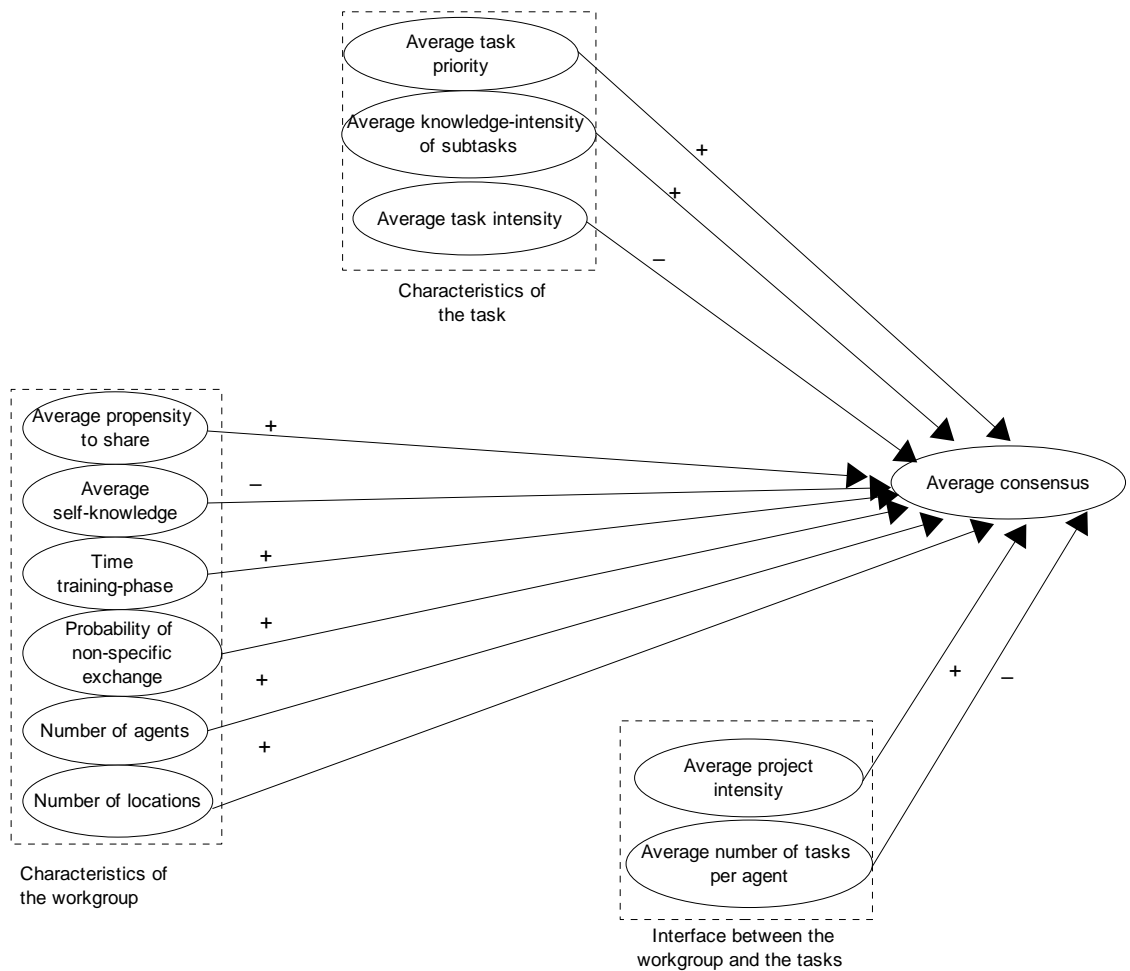 Average task
priority
Average knowledge-intensity
of subtasks
Average task intensity
Characteristics of
the task
+
+
–
Average propensity
to share
Average
self-knowledge
Time
training-phase
Probability of
non-specific
exchange
Number of agents
Number of locations
Characteristics of
the workgroup
+
–
+
+
+
+
Average consensus
+
–
Average project
intensity
Average number of tasks
per agent
Interface between the
workgroup and the tasks